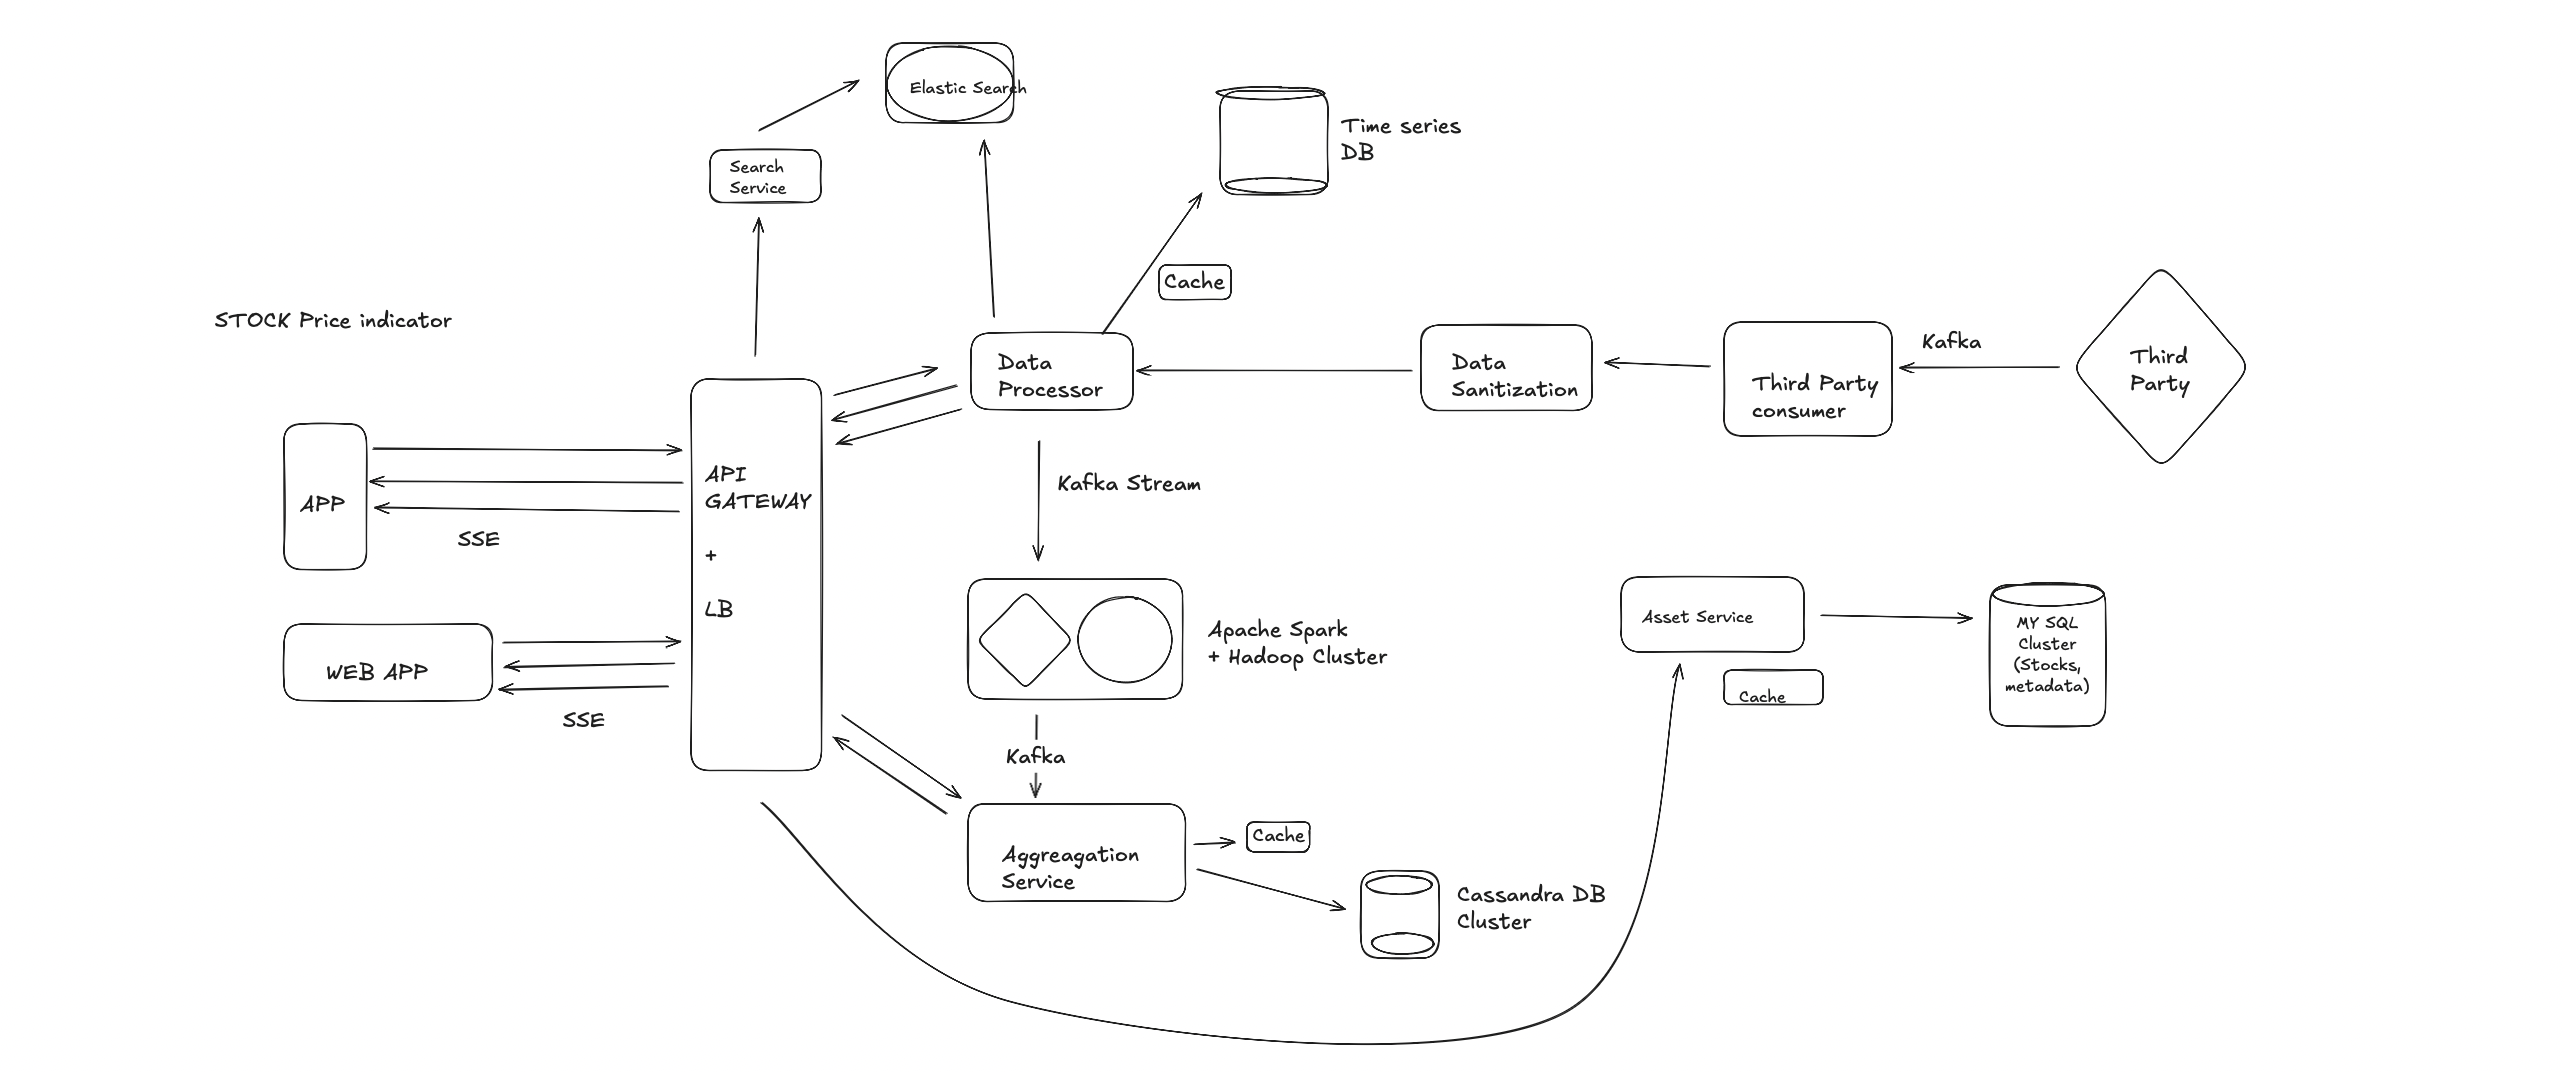 Elastic Search
Time series
DB
Search
Service
Cache
STOCK Price indicator
Data
Processor
Data
Sanitization
Third Party
consumer
Kafka
Third
Party
API
GATEWAY
+
LB
APP
SSE
Kafka Stream
WEB APP
SSE
Apache Spark
+ Hadoop Cluster
Asset Service
Cache
MY SQL
Cluster
(Stocks,
metadata)
Kafka
Aggreagation
Service
Cache
Cassandra DB
Cluster